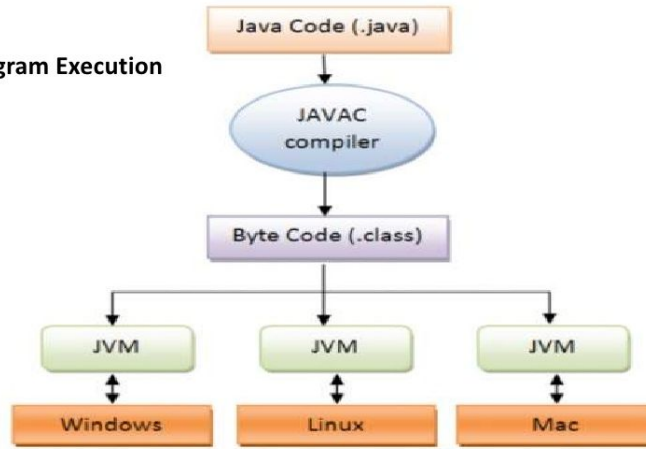 Java Code (.java)
gram Execution
JAVAC
compiler
Byte Code (.class)
JVM JVM JVM
Windows Linux Mac